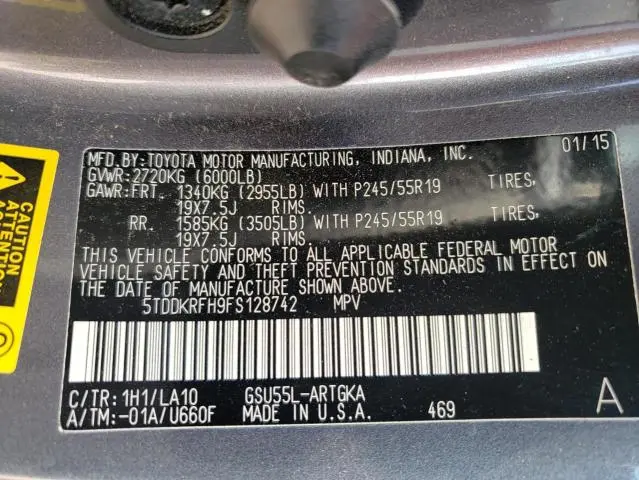 CAUTION
ATTENTION
MFD.BY:TOYOTA MOTOR MANUFACTURING, INDIANA, INC. 01/15
GVWR:2720KG (6000LB)
GAWR:FRT. 1340KG (2955LB) WITH P245/55R19 TIRES,
19X7.5J RIMS.
RR. 1585KG (3505LB) WITH P245/55R19 TIRES,
19X7.5J RIMS.
THIS VEHICLE CONFORMS TO ALL APPLICABLE FEDERAL MOTOR
VEHICLE SAFETY AND THEFT PREVENTION STANDARDS IN EFFECT ON
THE DATE OF MANUFACTURE SHOWN ABOVE.
5TDDKRFH9FS128742 MPV
C/TR:1H1/LA10 GSU55L-ARTGKA
A/TM:-01A/U660F MADE IN U.S.A. 469 A